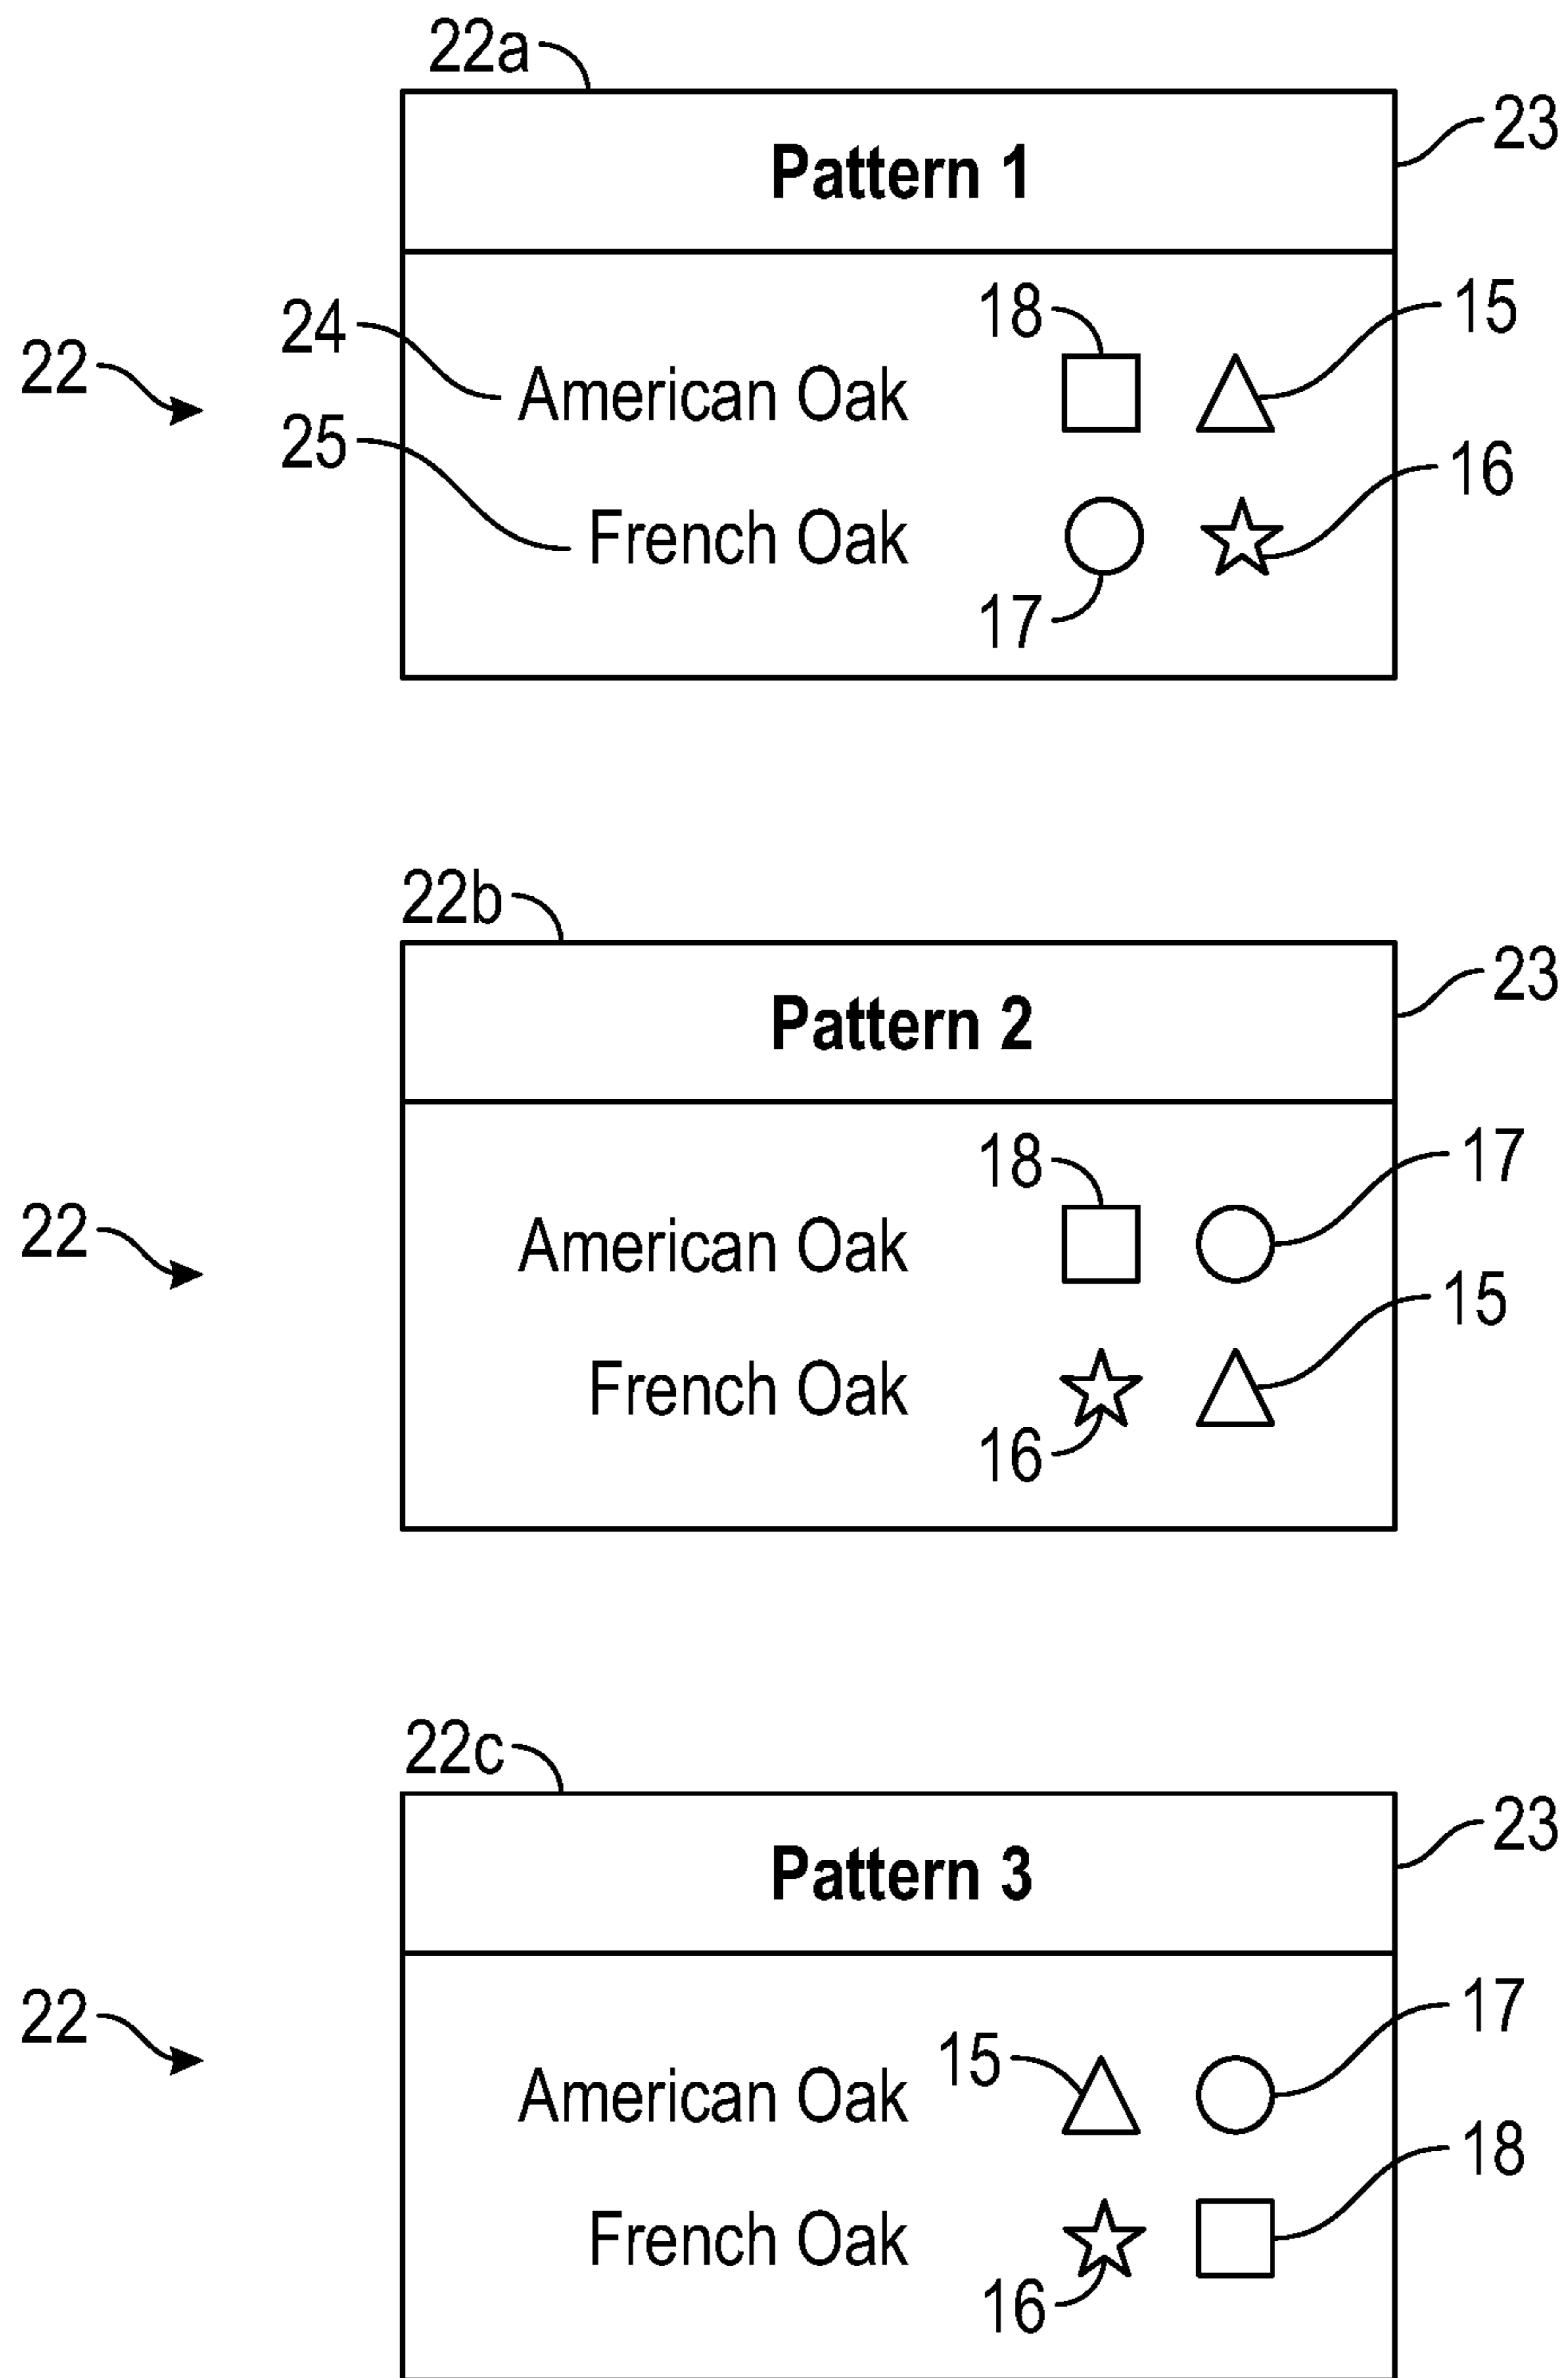 22a
23
Pattern 1
18 15
24
22
American Oak
25
16
French Oak
17
22b
23
Pattern 2
18 17
22
American Oak
15
French Oak
16
22c
23
Pattern 3
17
22
15
American Oak
18
French Oak
16